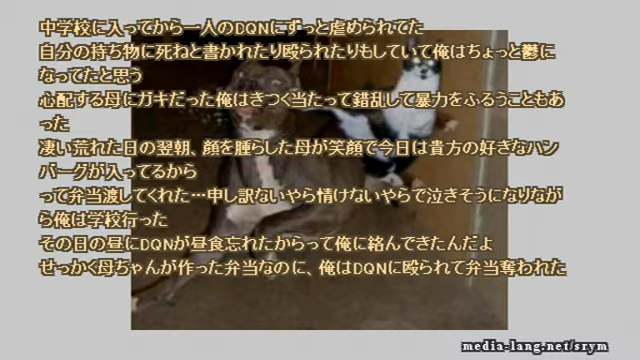 中学校に入ってから一人のDQNにずっと虐められてた
自分の持ち物に死ねと書かれたり殴られたりもしていて俺はちょっと鬱に
なってたと思う
心配する母にガキだった俺はきつく当たって錯乱して暴力をふるうこともあ
った
凄い荒れた日の翌朝、顔を腫らした母が笑顔で今日は貴方の好きなハン
バークが入ってるから
って弁当渡してくれた…申し訳ないやら情けないやらで泣きそうになりなが
ら俺は学校行った
その日の昼にDQNが昼食忘れたからって俺に絡んできたんだよ
せっかく母ちゃんが作った弁当なのに、俺はDQNに殴られて弁当奪われた
media-lang.net/srym